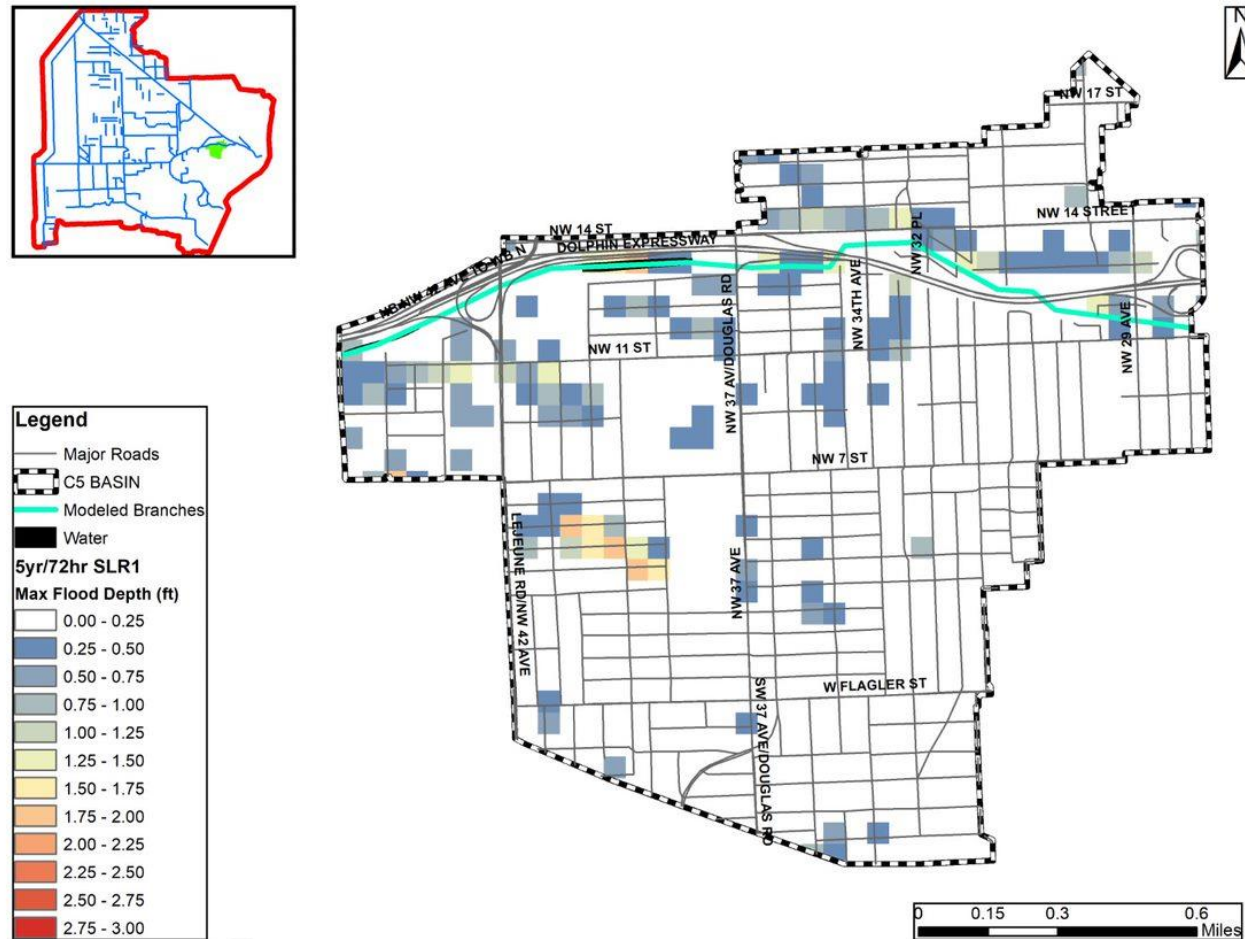 N
NW 17 ST
NW 14 STREET
NW 14 ST
DOLPHIN EXPRESSWAY
NW 32 PL
NW 34TH AVE
NW 37 AV/DOUGLAS RD
NW 11 ST
NW 29 AVE
NW 7 ST
LEJEUNE RD/NW 42 AVE
NW 37 AVE
W FLAGLER ST
SW 37 AVE/DOUGLAS RD
Legend
Major Roads
C5 BASIN
Modeled Branches
Water
5yr/72hr SLR1
Max Flood Depth (ft)
0.00 - 0.25
0.25 - 0.50
0.50 - 0.75
0.75 - 1.00
1.00 - 1.25
1.25 - 1.50
1.50 - 1.75
1.75 - 2.00
2.00 - 2.25
2.25 - 2.50
2.50 - 2.75
2.75 - 3.00
0 0.15 0.3 0.6
Miles